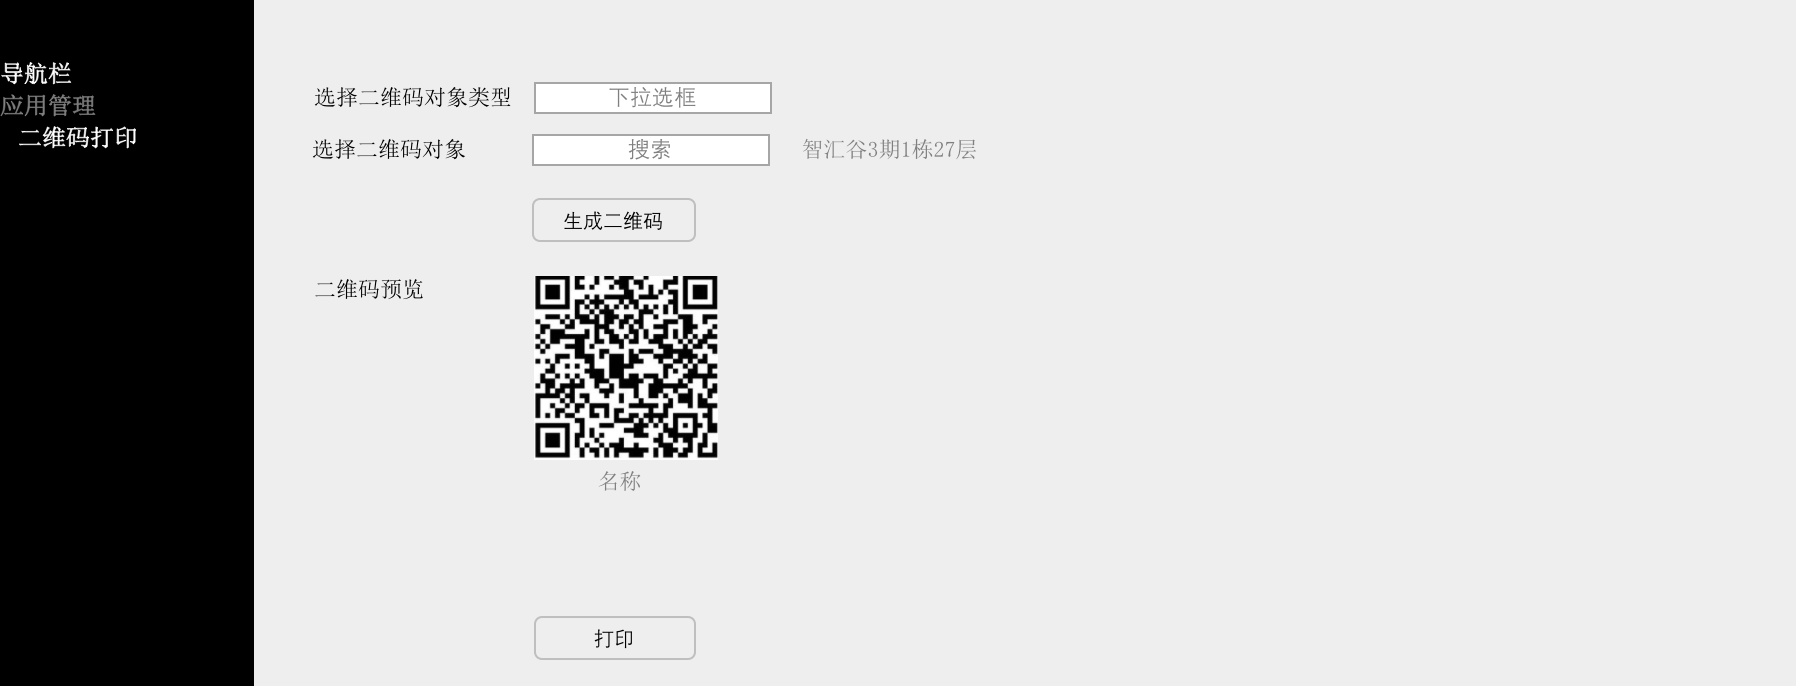 导航栏
应用管理
二维码打印
选择二维码对象类型
下拉选框
选择二维码对象
搜索
智汇谷3期1栋27层
生成二维码
二维码预览
名称
打印